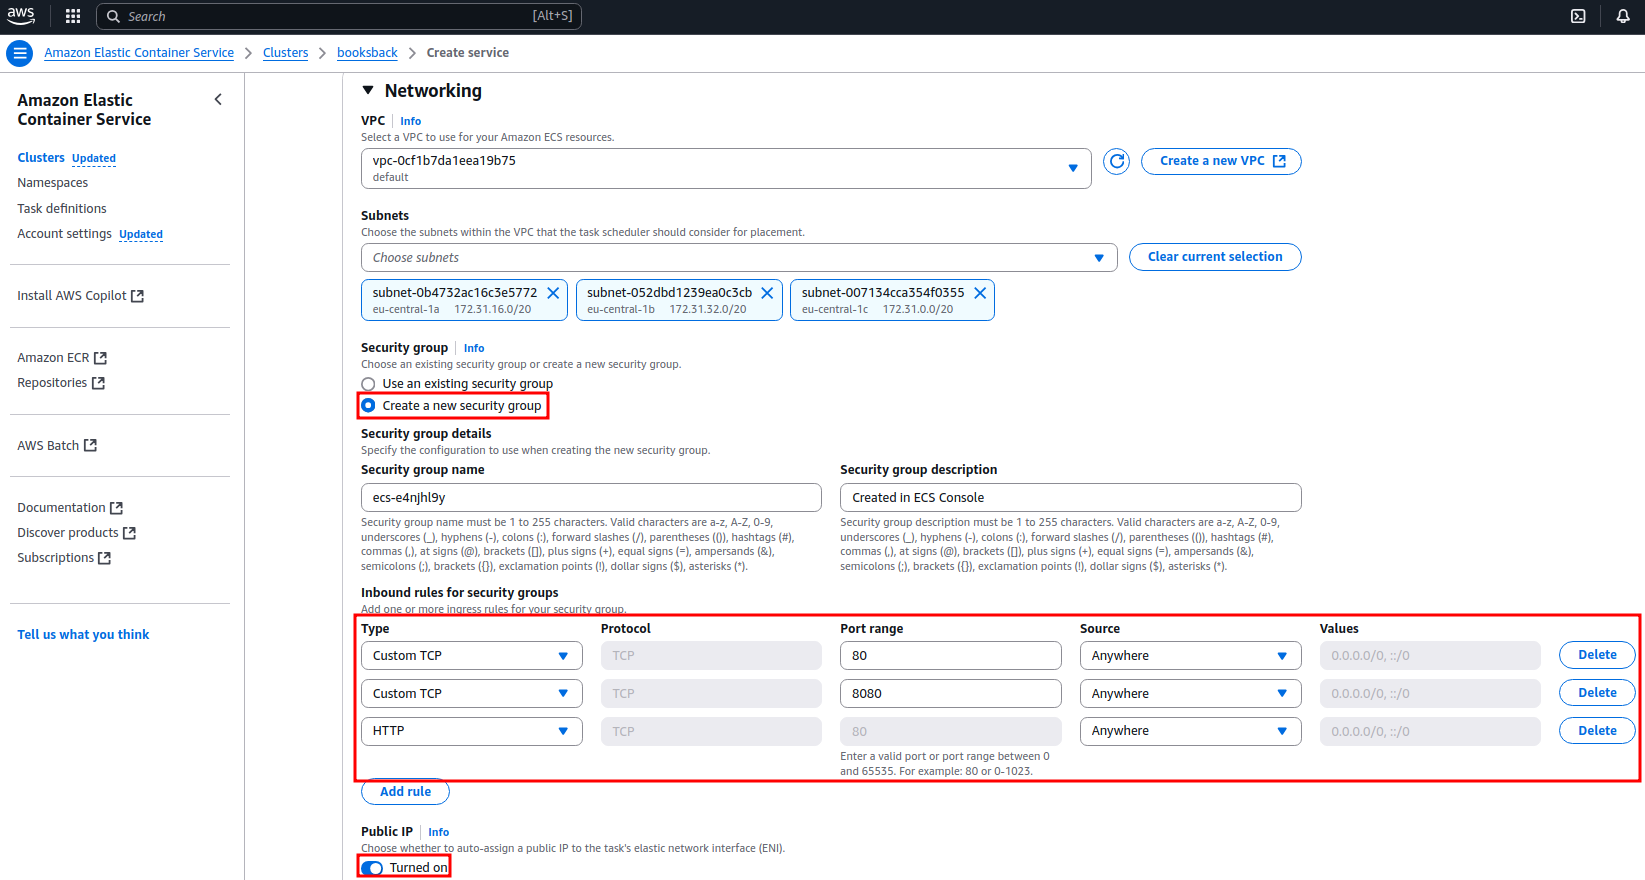 aws
Search [Alt+S]
Amazon Elastic Container Service Clusters booksback Create service
Amazon Elastic
Container Service
Clusters Updated
Namespaces
Task definitions
Account settings Updated
Install AWS Copilot
Amazon ECR
Repositories
AWS Batch
Documentation
Discover products
Subscriptions
Tell us what you think
Networking
VPC Info
Select a VPC to use for your Amazon ECS resources.
vpc-0cf1b7da1eea19b75
default
Create a new VPC
Subnets
Choose the subnets within the VPC that the task scheduler should consider for placement.
Choose subnets
Clear current selection
subnet-0b4732ac16c3e5772 subnet-052dbd1239ea0c3cb subnet-007134cca354f0355
eu-central-1a 172.31.16.0/20 eu-central-1b 172.31.32.0/20 eu-central-1c 172.31.0.0/20
Security group Info
Choose an existing security group or create a new security group.
Use an existing security group
Create a new security group
Security group details
Specify the configuration to use when creating the new security group.
Security group name
ecs-e4njhl9y
Security group name must be 1 to 255 characters. Valid characters are a-z, A-Z, 0-9,
underscores (_), hyphens (-), colons (:), forward slashes (/), parentheses (()), hashtags (#),
commas (,), at signs (@), brackets ([]), plus signs (+), equal signs (=), ampersands (&),
semicolons (;), brackets ({}), exclamation points (!), dollar signs ($), asterisks (*).
Security group description
Created in ECS Console
Security group description must be 1 to 255 characters. Valid characters are a-z, A-Z, 0-9,
underscores (_), hyphens (-), colons (:), forward slashes (/), parentheses (()), hashtags (#),
commas (,), at signs (@), brackets ([]), plus signs (+), equal signs (=), ampersands (&),
semicolons (;), brackets ({}), exclamation points (!), dollar signs ($), asterisks (*).
Inbound rules for security groups
Add one or more ingress rules for your security group.
Type Protocol Port range Source Values
Custom TCP TCP 80 Anywhere 0.0.0.0/0, ::/0 Delete
Custom TCP TCP 8080 Anywhere 0.0.0.0/0, ::/0 Delete
HTTP TCP 80 Anywhere 0.0.0.0/0, ::/0 Delete
Enter a valid port or port range between 0
and 65535. For example: 80 or 0-1023.
Add rule
Public IP Info
Choose whether to auto-assign a public IP to the task's elastic network interface (ENI).
Turned on